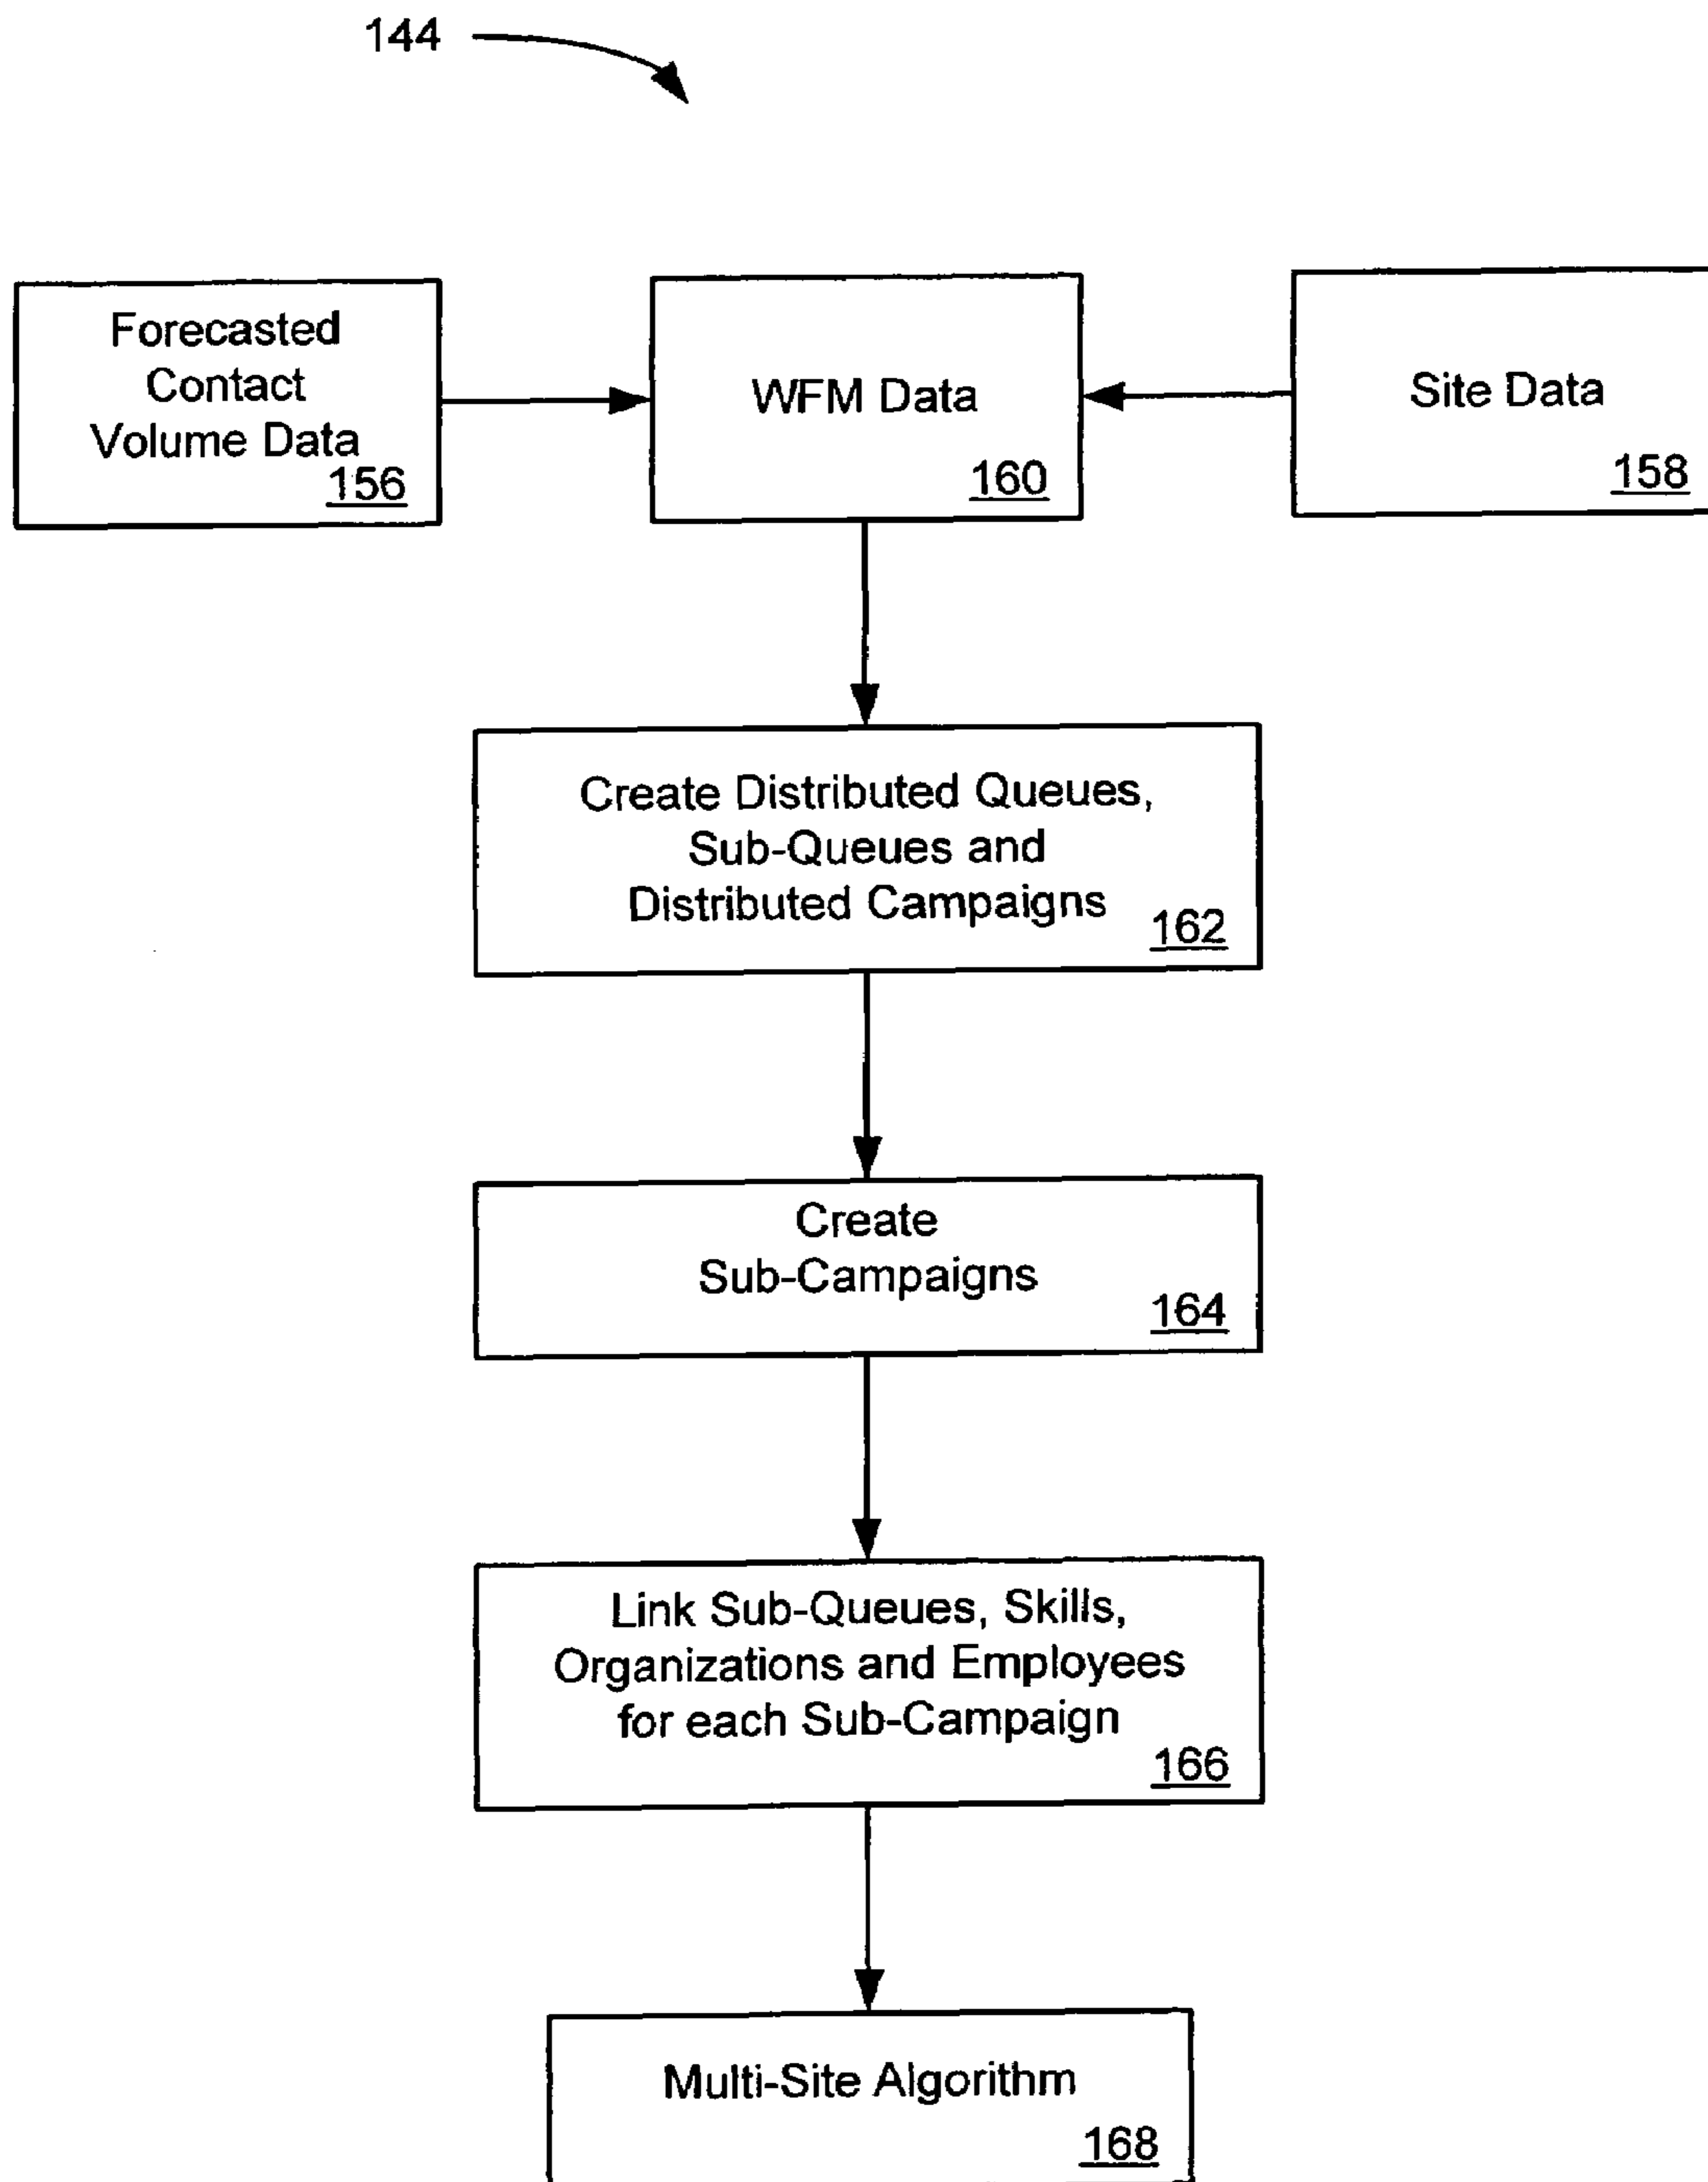 144
Forecasted
Contact
Volume Data
156
WFM Data
160
Site Data
158
Create Distributed Queues,
Sub-Queues and
Distributed Campaigns
162
Create
Sub-Campaigns
164
Link Sub-Queues, Skills,
Organizations and Employees
for each Sub-Campaign
166
Multi-Site Algorithm
168